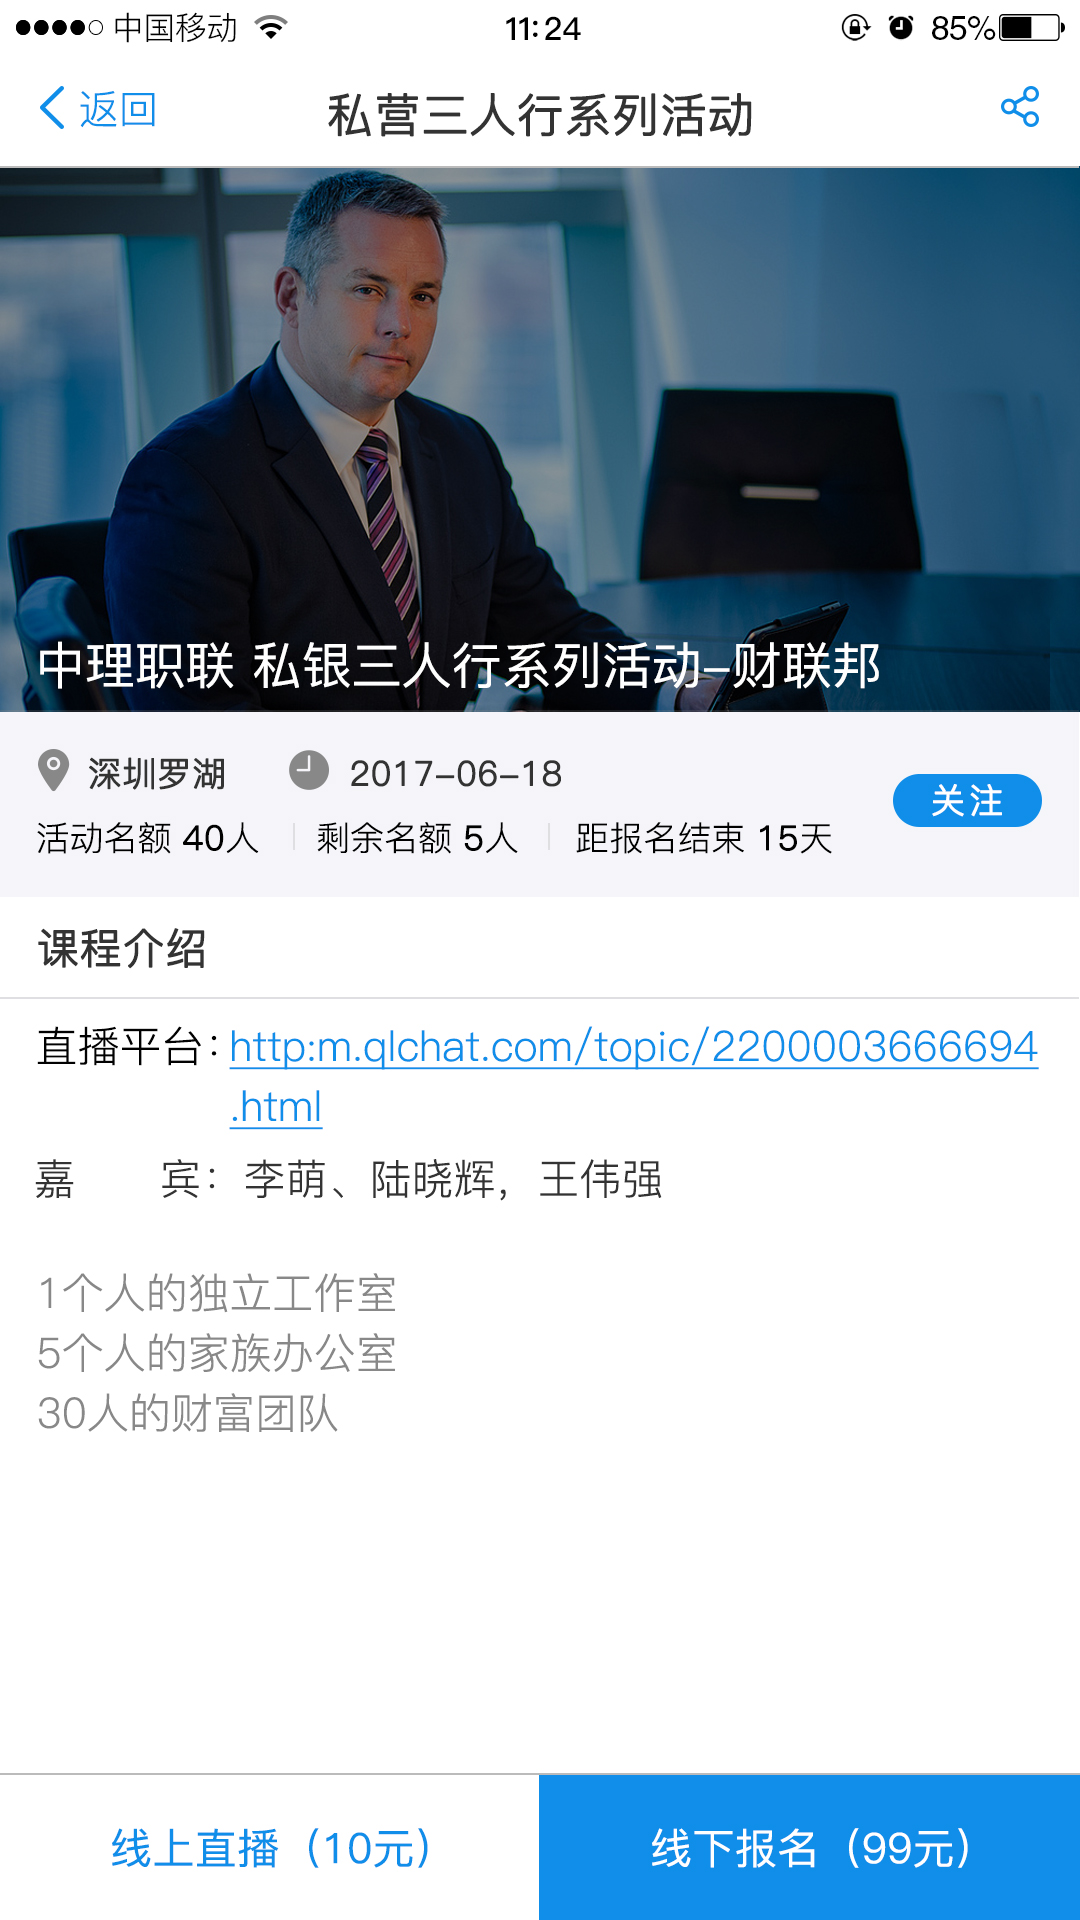 中国移动 11:24 85%
返回 私营三人行系列活动
中理职联 私银三人行系列活动–财联邦
深圳罗湖 2017–06–18
关注
活动名额 40人 剩余名额 5人 距报名结束 15天
课程介绍
直播平台：http:m.qlchat.com/topic/2200003666694
.html
嘉 宾：李萌、陆晓辉，王伟强
1个人的独立工作室
5个人的家族办公室
30人的财富团队
线上直播（10元） 线下报名（99元）